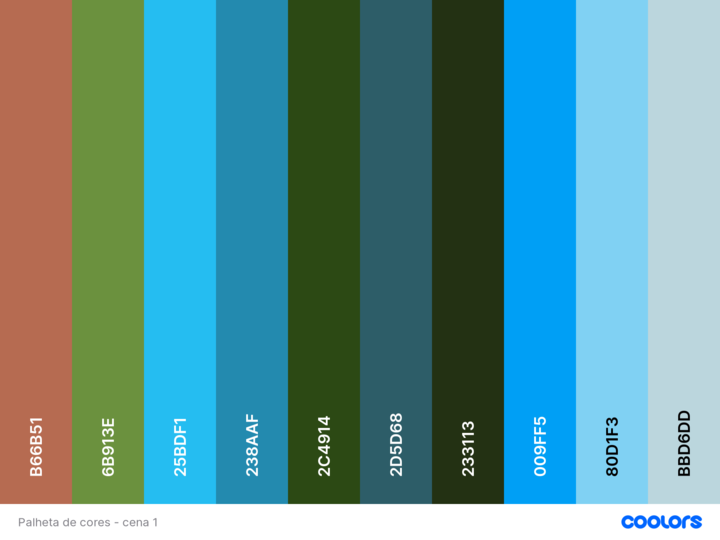 B66B51
6B913E
25BDF1
238AAF
2C4914
2D5D68
233113
009FF5
80D1F3
BBD6DD
Palheta de cores - cena 1
coolors